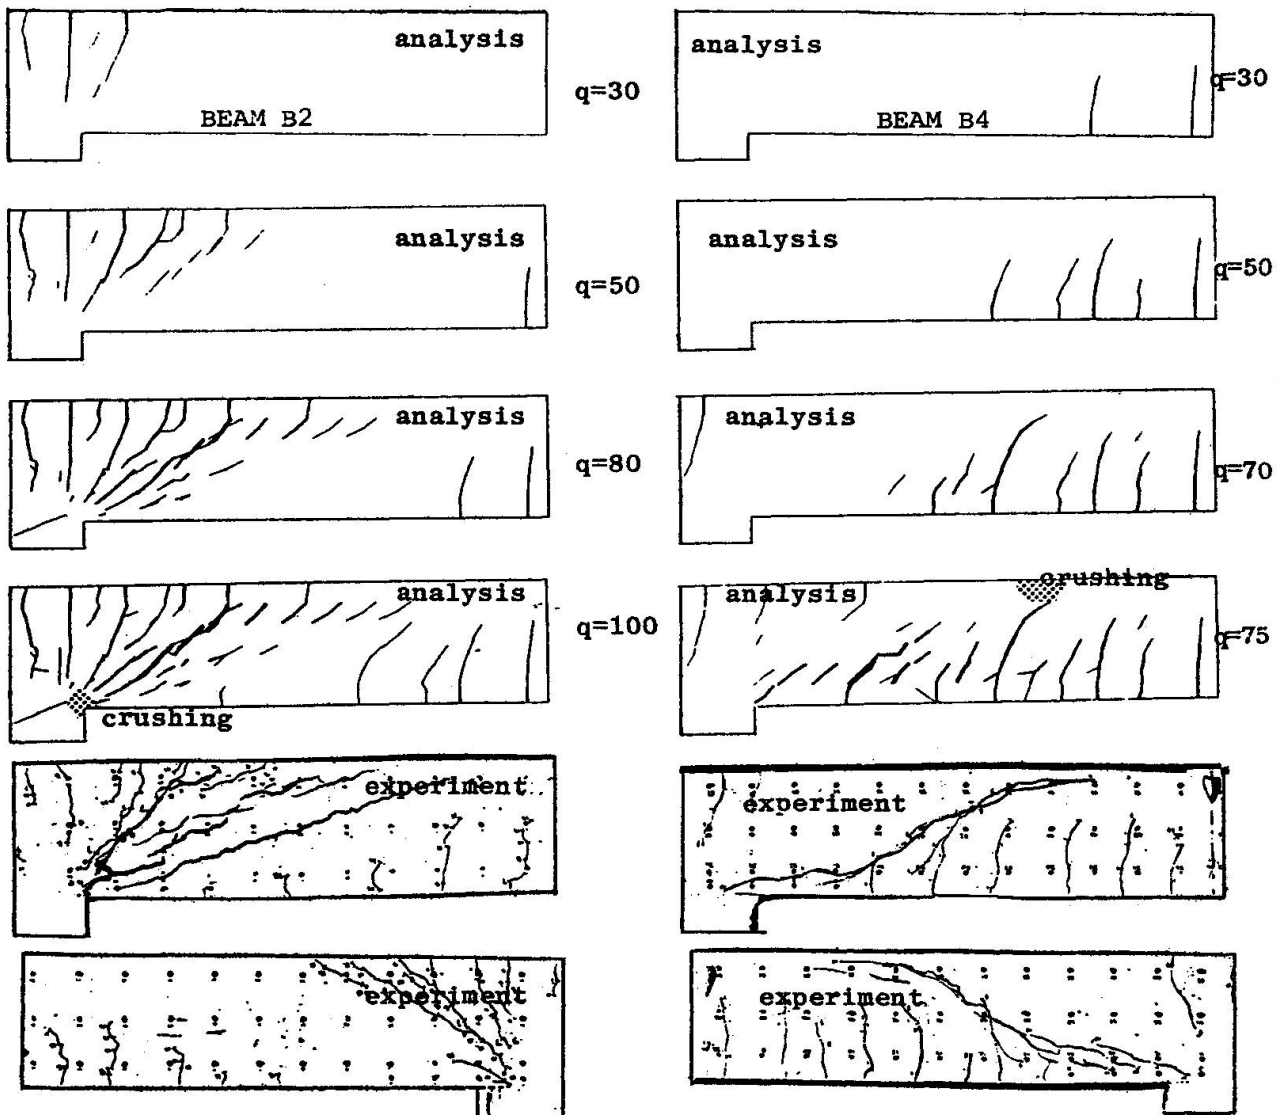 analysis
q=30
BEAM B2
analysis
q=50
analysis
q=80
analysis
q=100
crushing
experiment
experiment
analysis
q=30
BEAM B4
analysis
q=50
analysis
q=70
crushing
analysis
q=75
experiment
experiment